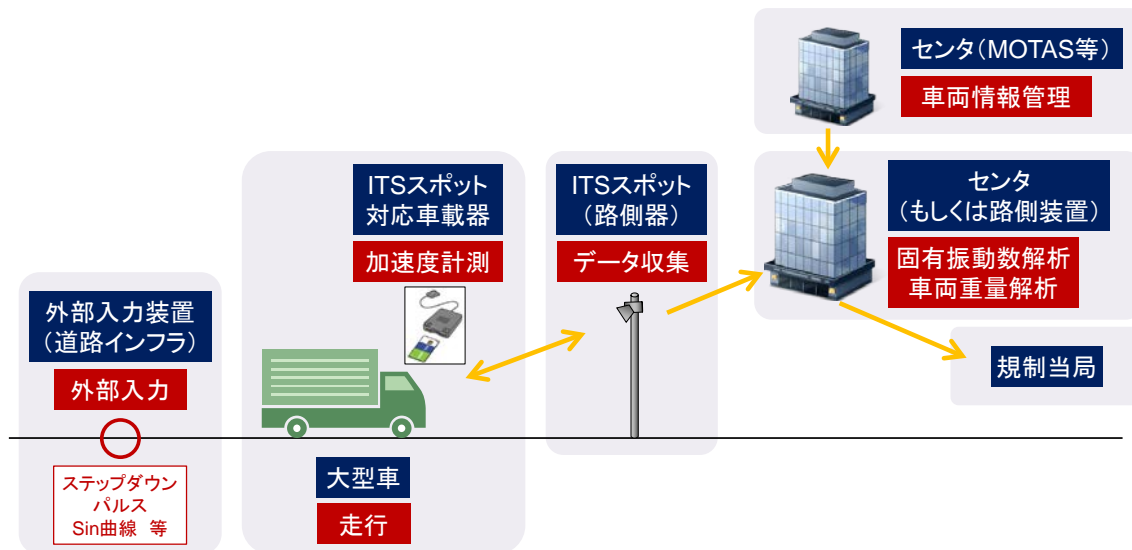 外部入力装置
（道路インフラ）
外部入力
ステップダウン
パルス
Sin曲線 等
ITSスポット
対応車載器
加速度計測
大型車
走行
ITSスポット
（路側器）
データ収集
センタ（MOTAS等）
車両情報管理
センタ
（もしくは路側装置）
固有振動数解析
車両重量解析
規制当局